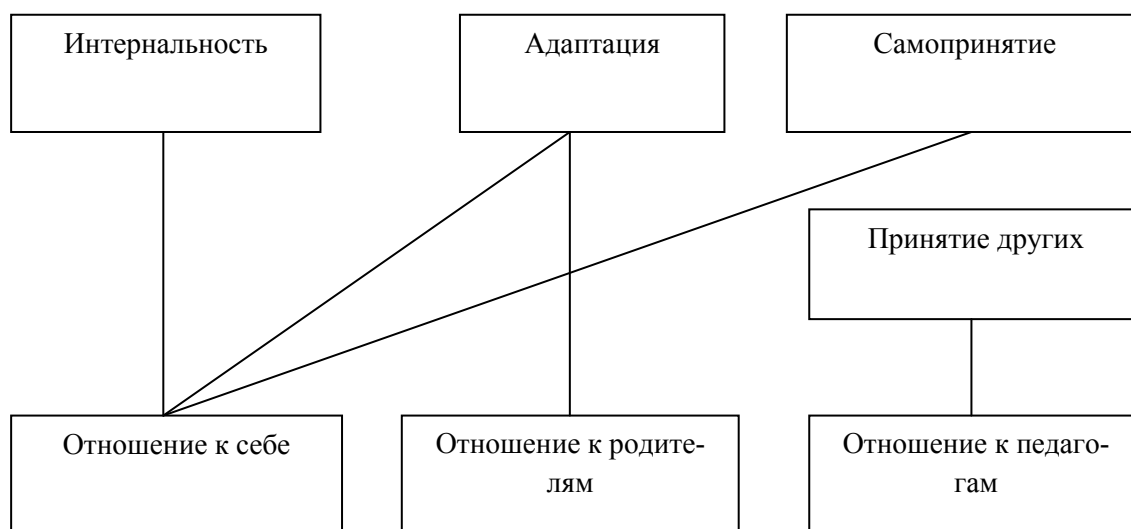 Интернальность
Адаптация
Самопринятие
Принятие других
Отношение к себе
Отношение к родите-
лям
Отношение к педаго-
гам